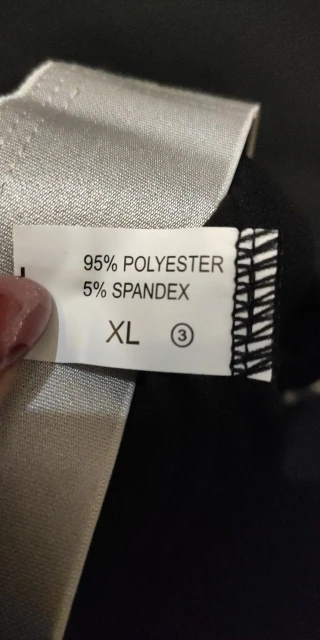 95% POLYESTER
5% SPANDEX
XL ③